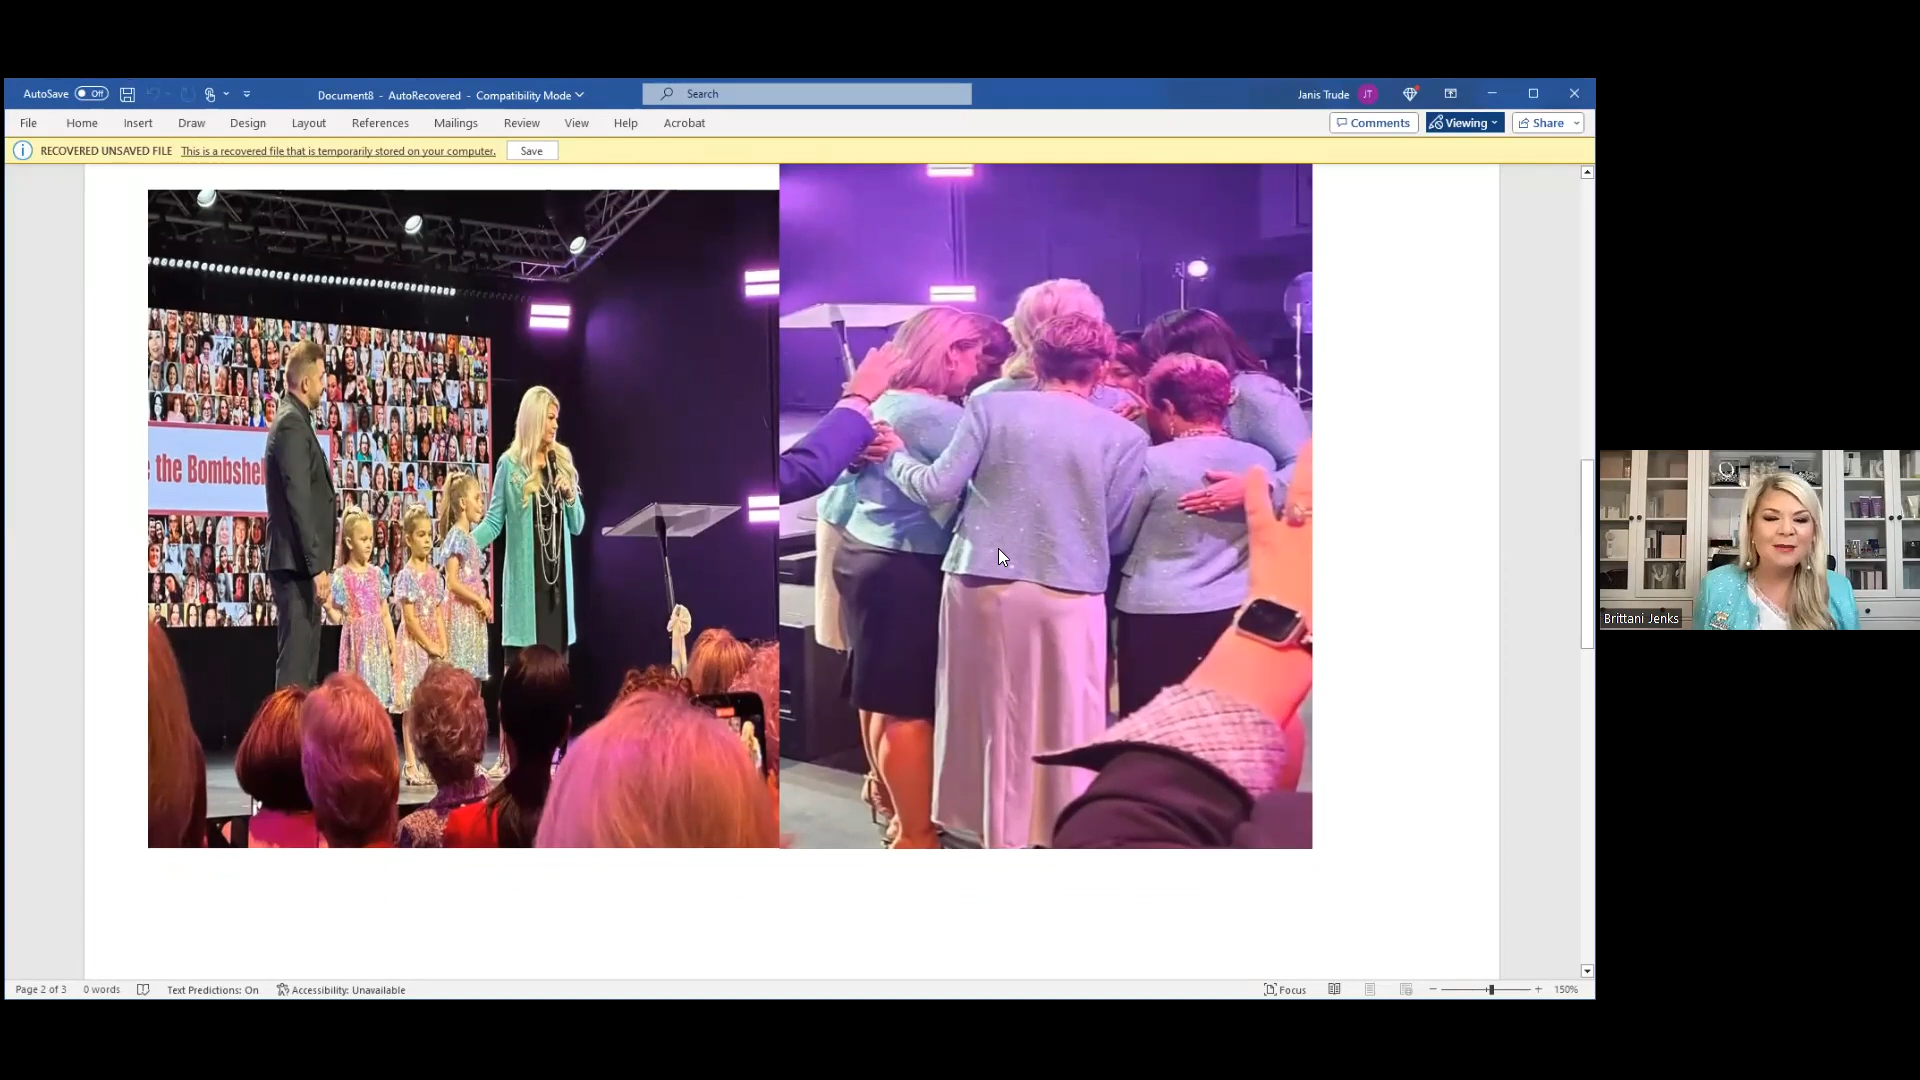 AutoSave Off Document8 - AutoRecovered - Compatibility Mode Search Janis Trude JT
File Home Insert Draw Design Layout References Mailings Review View Help Acrobat Comments Viewing Share
RECOVERED UNSAVED FILE This is a recovered file that is temporarily stored on your computer. Save
e the Bombshel
Brittani Jenks
Page 2 of 3 0 words Text Predictions: On Accessibility: Unavailable Focus 150%